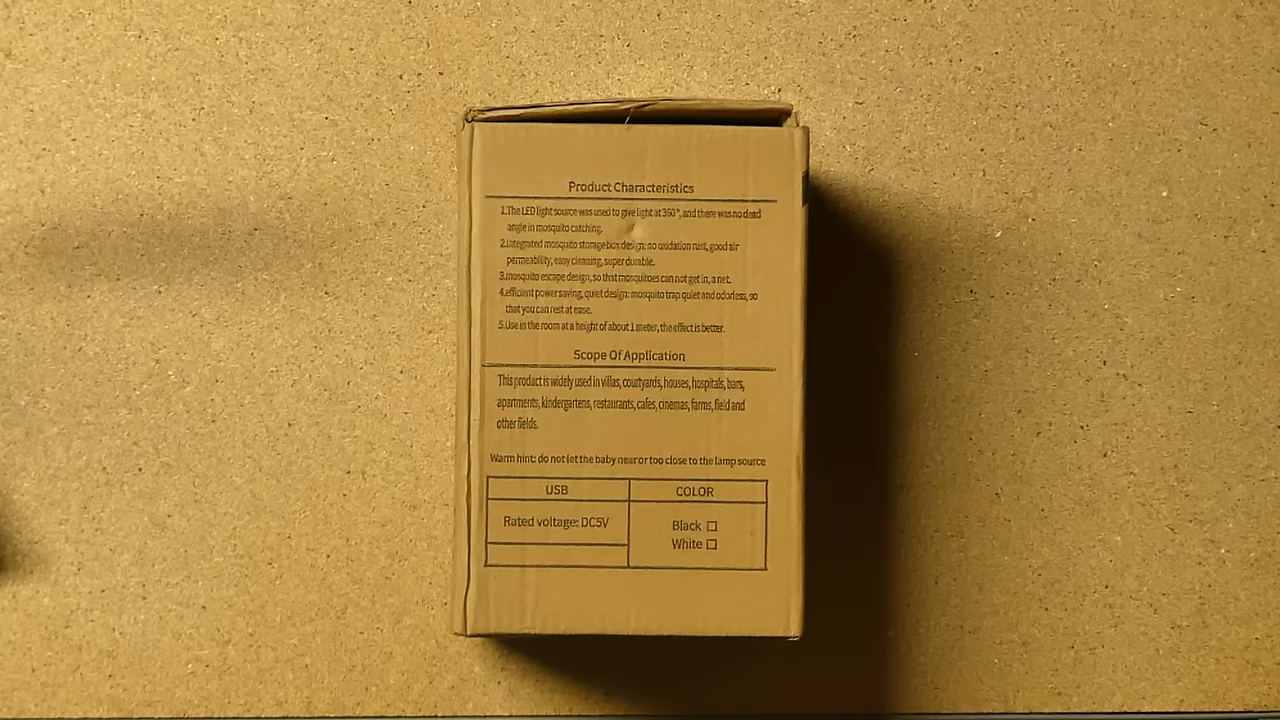 Product Characteristics
1.The LED light source was used to give light at 360°, and there was no dead
angle in mosquito catching.
2.integrated mosquito storage box design: no oxidation rust, good air
permeability, easy cleaning, super durable.
3.mosquito escape design, so that mosquitoes can not get in, a net.
4.efficient power saving, quiet design: mosquito trap quiet and odorless, so
that you can rest at ease.
5.Use in the room at a height of about 1 meter, the effect is better.
Scope Of Application
This product is widely used in villas, courtyards, houses, hospitals, bars,
apartments, kindergartens, restaurants, cafes, cinemas, farms, field and
other fields.
Warm hint: do not let the baby near or too close to the lamp source
USB COLOR
Rated voltage: DC5V
Black □
White □